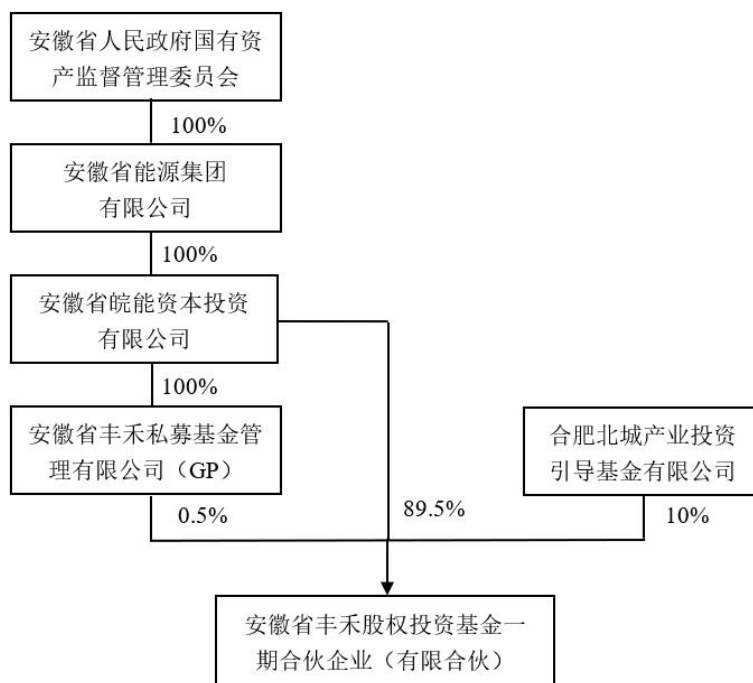 安徽省人民政府国有资
产监督管理委员会
100%
安徽省能源集团
有限公司
100%
安徽省皖能资本投资
有限公司
100%
安徽省丰禾私募基金管
理有限公司（GP）
合肥北城产业投资
引导基金有限公司
0.5%
89.5%
10%
安徽省丰禾股权投资基金一
期合伙企业（有限合伙）